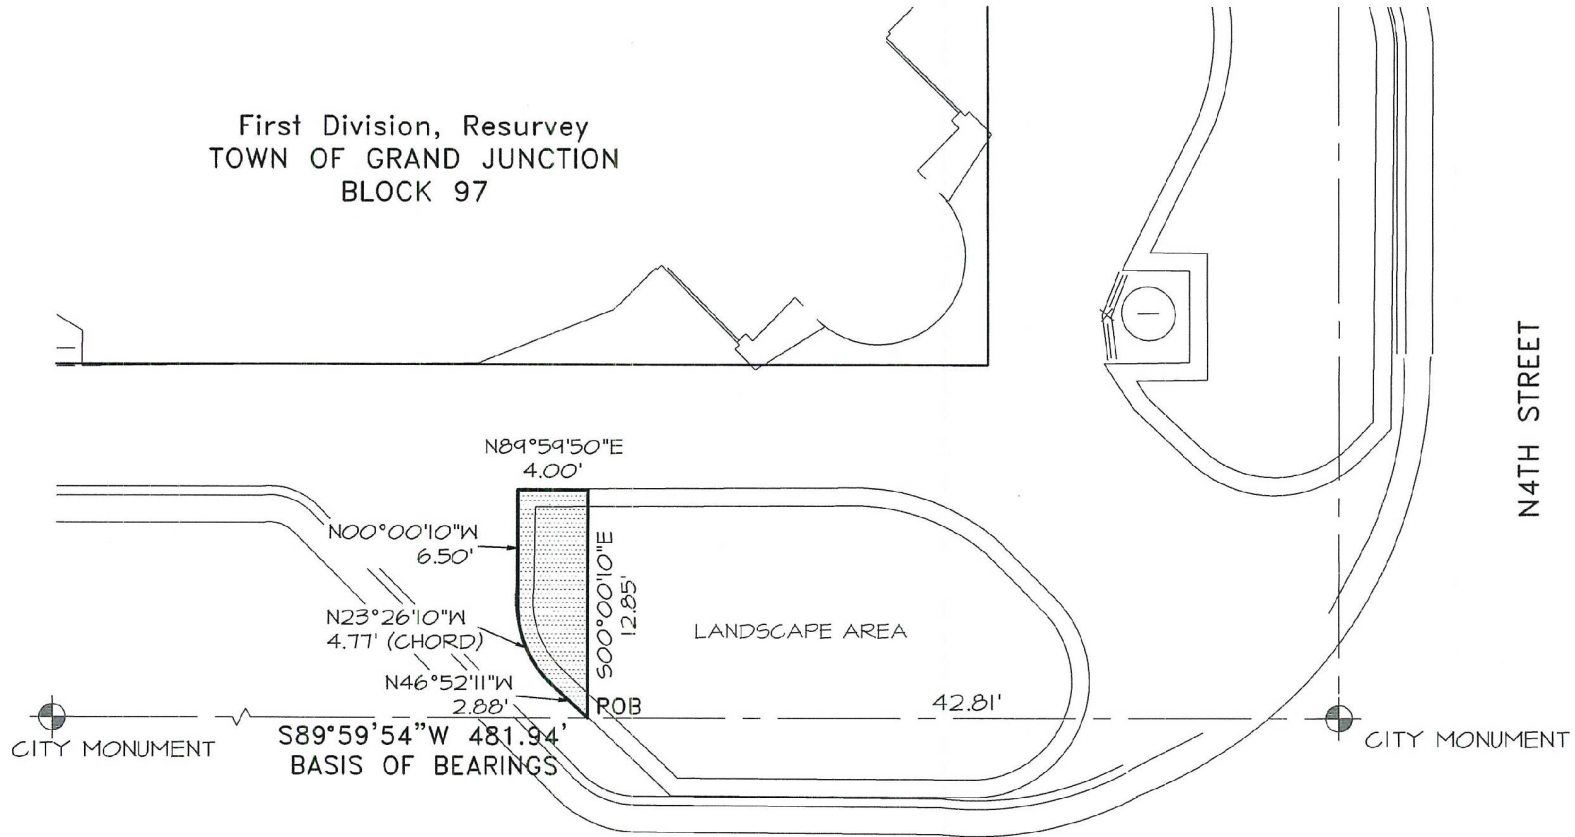 First Division, Resurvey
TOWN OF GRAND JUNCTION
BLOCK 97
N4TH STREET
N89°59'50"E
4.00'
N00°00'10"W
6.50'
S00°00'10"E
12.85'
N23°26'10"W
4.77' (CHORD)
LANDSCAPE AREA
N46°52'11"W
2.88'
POB
42.81'
CITY MONUMENT
S89°59'54"W 481.94'
BASIS OF BEARINGS
CITY MONUMENT